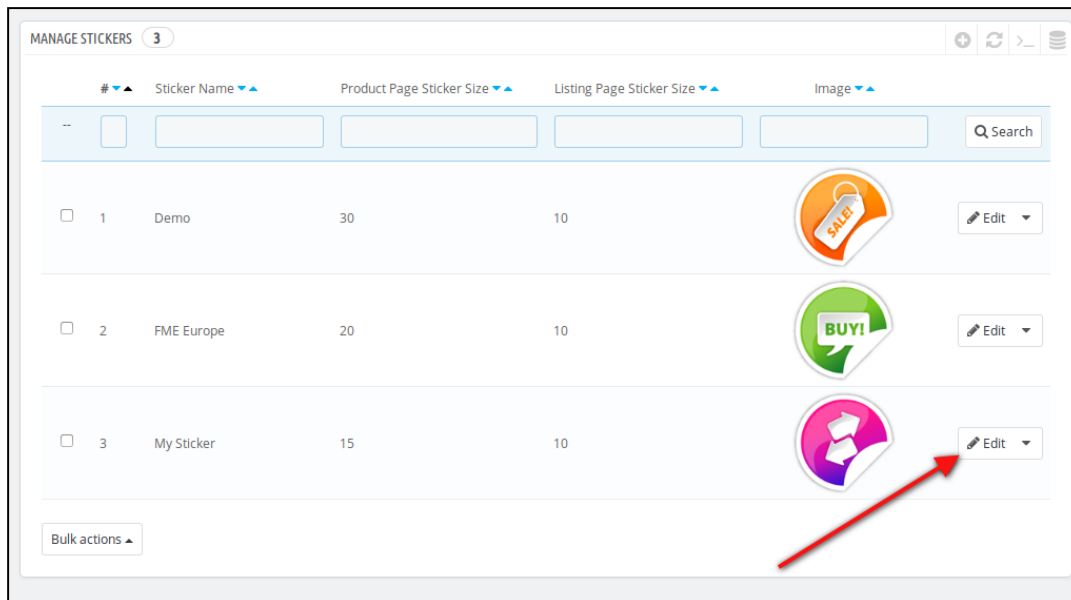 MANAGE STICKERS 3
# Sticker Name Product Page Sticker Size Listing Page Sticker Size Image
-- Search
SALE!
1 Demo 30 10 Edit
BUY!
2 FME Europe 20 10 Edit
3 My Sticker 15 10 Edit
Bulk actions